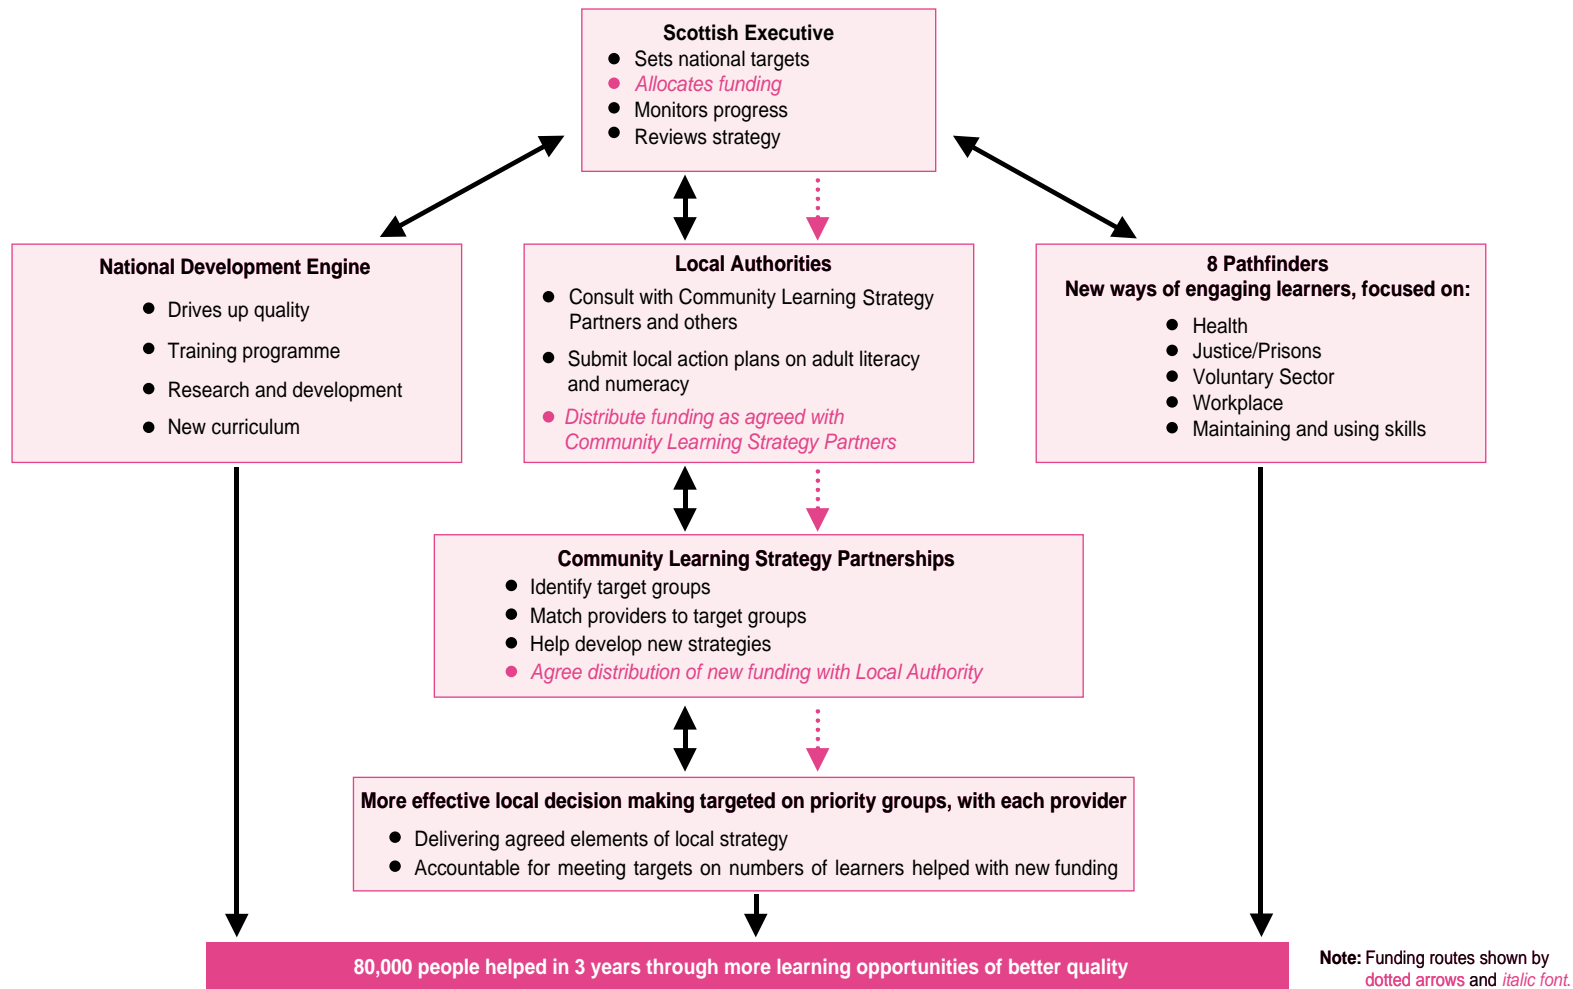 Scottish Executive
Sets national targets
Allocates funding
Monitors progress
Reviews strategy
National Development Engine
Drives up quality
Training programme
Research and development
New curriculum
Local Authorities
Consult with Community Learning Strategy
Partners and others
Submit local action plans on adult literacy
and numeracy
Distribute funding as agreed with
Community Learning Strategy Partners
8 Pathfinders
New ways of engaging learners, focused on:
Health
Justice/Prisons
Voluntary Sector
Workplace
Maintaining and using skills
Community Learning Strategy Partnerships
Identify target groups
Match providers to target groups
Help develop new strategies
Agree distribution of new funding with Local Authority
More effective local decision making targeted on priority groups, with each provider
Delivering agreed elements of local strategy
Accountable for meeting targets on numbers of learners helped with new funding
80,000 people helped in 3 years through more learning opportunities of better quality
Note: Funding routes shown by
dotted arrows and italic font.